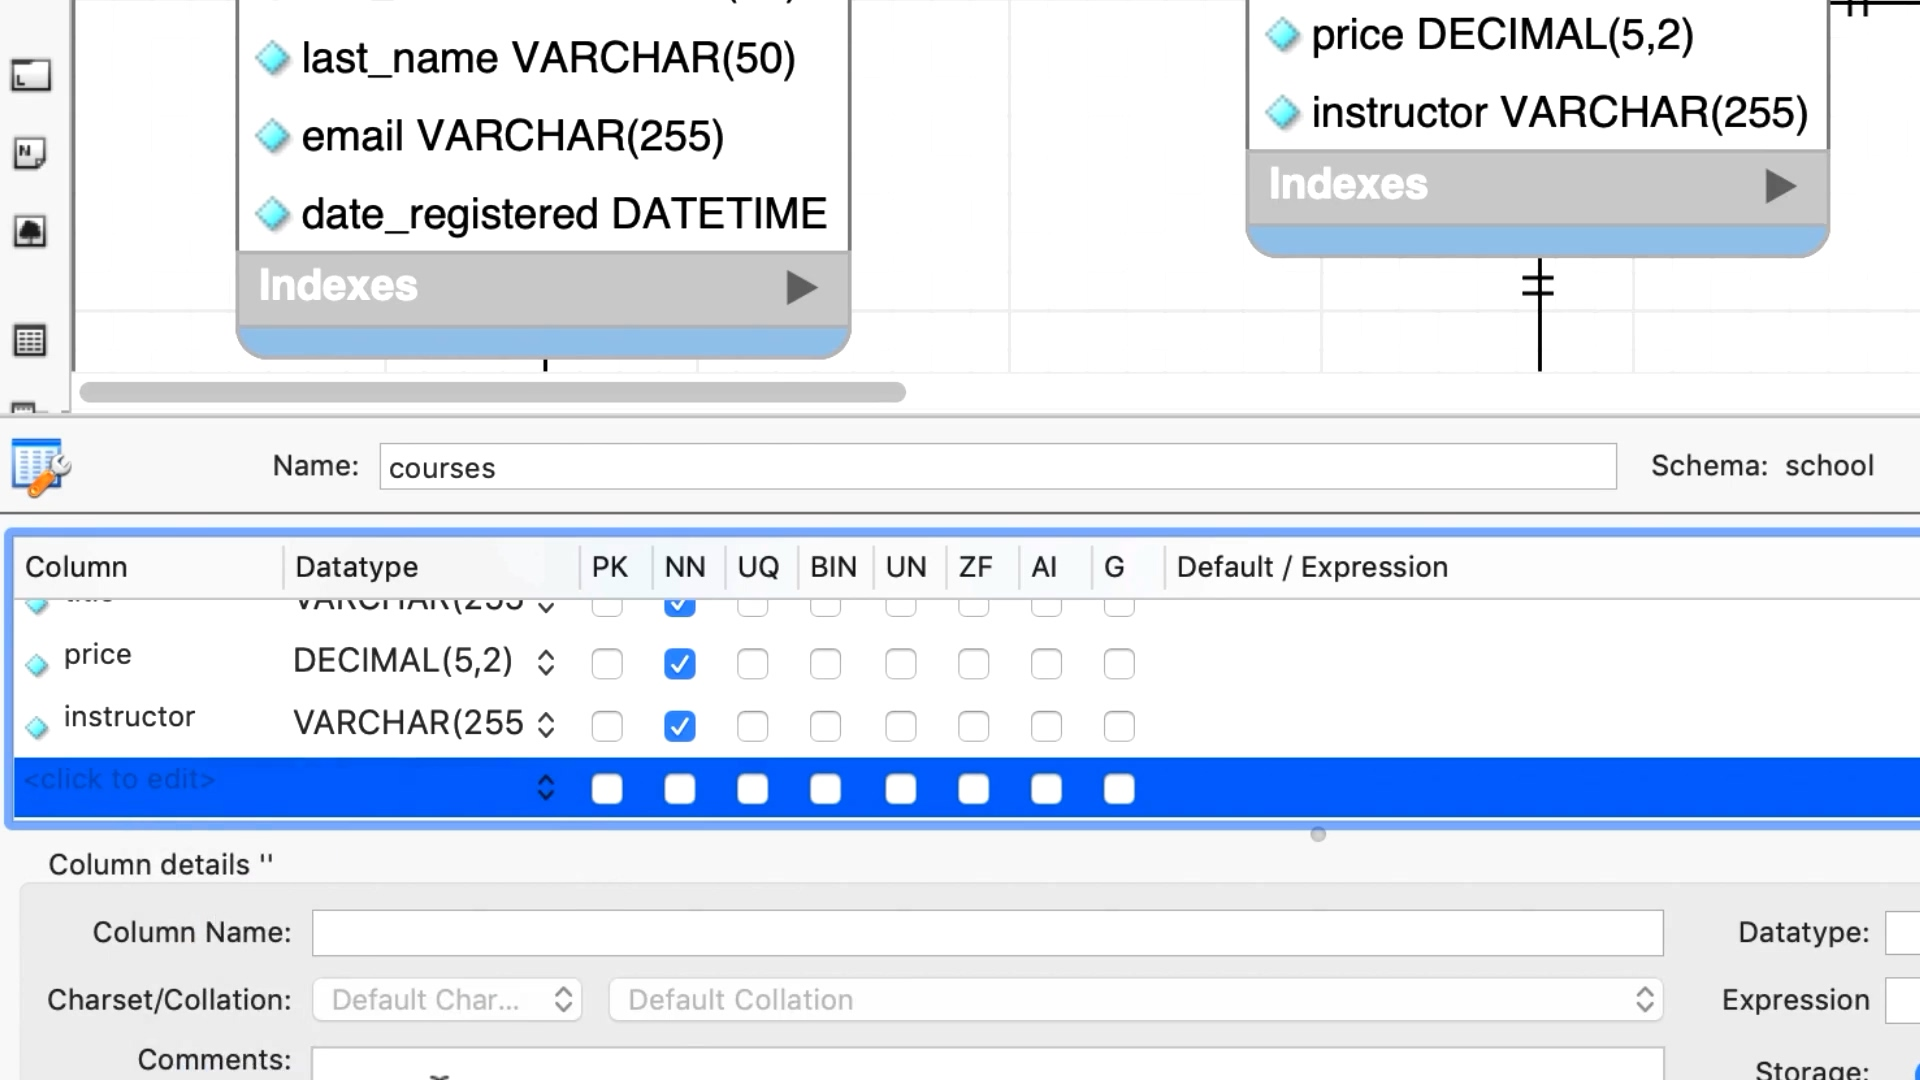 last_name VARCHAR(50)
email VARCHAR(255)
date_registered DATETIME
Indexes
price DECIMAL(5,2)
instructor VARCHAR(255)
Indexes
L
N
Name: courses
Schema: school
Column Datatype PK NN UQ BIN UN ZF AI G Default / Expression
VARCHAR(255
price DECIMAL(5,2)
instructor VARCHAR(255
<click to edit>
Column details ''
Column Name:
Datatype:
Charset/Collation: Default Char... Default Collation
Expression
Comments:
Storage: